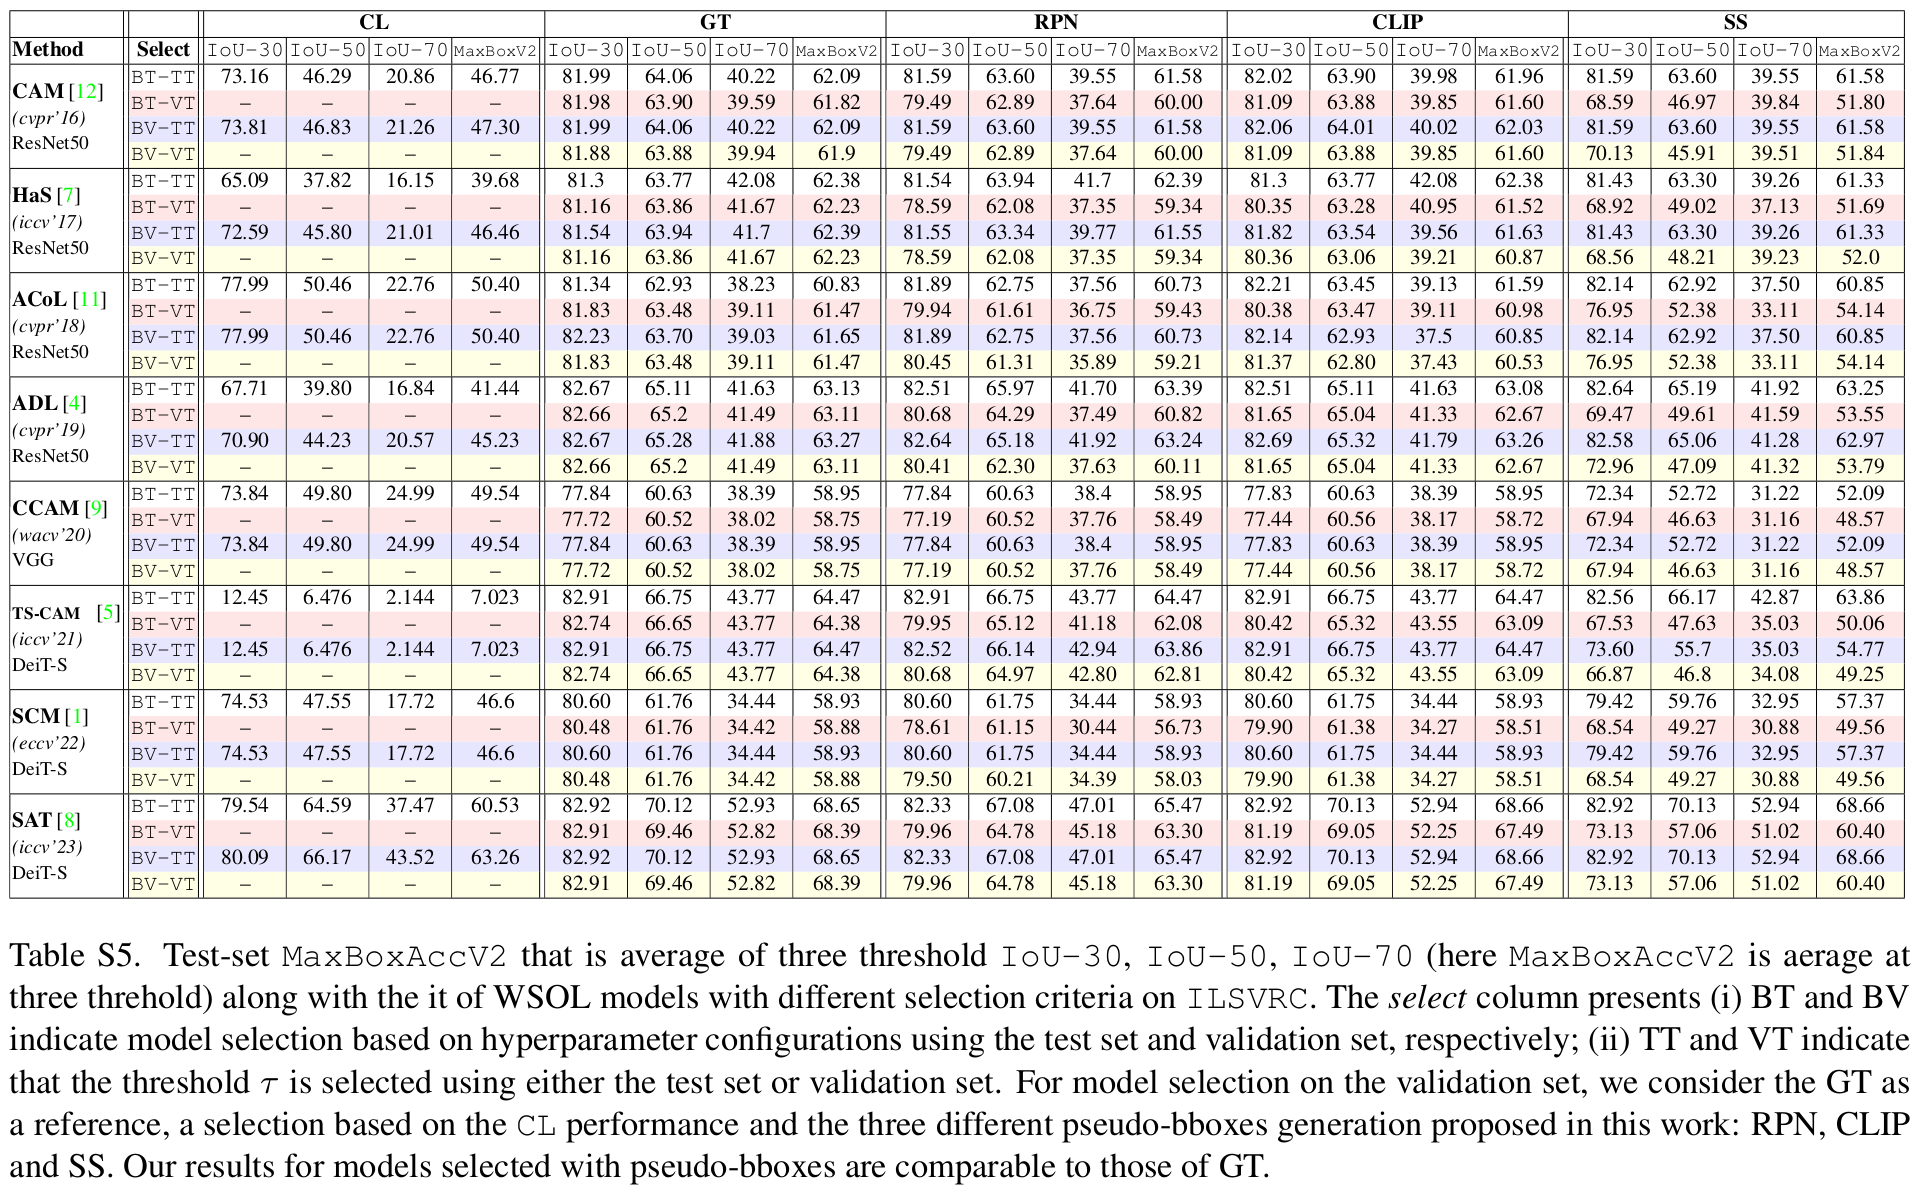 CL GT RPN CLIP SS
Method Select IoU-30 IoU-50 IoU-70 MaxBoxV2 IoU-30 IoU-50 IoU-70 MaxBoxV2 IoU-30 IoU-50 IoU-70 MaxBoxV2 IoU-30 IoU-50 IoU-70 MaxBoxV2 IoU-30 IoU-50 IoU-70 MaxBoxV2
CAM [12] (cvpr'16) ResNet50
BT-TT 73.16 46.29 20.86 46.77 81.99 64.06 40.22 62.09 81.59 63.60 39.55 61.58 82.02 63.90 39.98 61.96 81.59 63.60 39.55 61.58
BT-VT – – – – 81.98 63.90 39.59 61.82 79.49 62.89 37.64 60.00 81.09 63.88 39.85 61.60 68.59 46.97 39.84 51.80
BV-TT 73.81 46.83 21.26 47.30 81.99 64.06 40.22 62.09 81.59 63.60 39.55 61.58 82.06 64.01 40.02 62.03 81.59 63.60 39.55 61.58
BV-VT – – – – 81.88 63.88 39.94 61.9 79.49 62.89 37.64 60.00 81.09 63.88 39.85 61.60 70.13 45.91 39.51 51.84
HaS [7] (iccv'17) ResNet50
BT-TT 65.09 37.82 16.15 39.68 81.3 63.77 42.08 62.38 81.54 63.94 41.7 62.39 81.3 63.77 42.08 62.38 81.43 63.30 39.26 61.33
BT-VT – – – – 81.16 63.86 41.67 62.23 78.59 62.08 37.35 59.34 80.35 63.28 40.95 61.52 68.92 49.02 37.13 51.69
BV-TT 72.59 45.80 21.01 46.46 81.54 63.94 41.7 62.39 81.55 63.34 39.77 61.55 81.82 63.54 39.56 61.63 81.43 63.30 39.26 61.33
BV-VT – – – – 81.16 63.86 41.67 62.23 78.59 62.08 37.35 59.34 80.36 63.06 39.21 60.87 68.56 48.21 39.23 52.0
ACoL [11] (cvpr'18) ResNet50
BT-TT 77.99 50.46 22.76 50.40 81.34 62.93 38.23 60.83 81.89 62.75 37.56 60.73 82.21 63.45 39.13 61.59 82.14 62.92 37.50 60.85
BT-VT – – – – 81.83 63.48 39.11 61.47 79.94 61.61 36.75 59.43 80.38 63.47 39.11 60.98 76.95 52.38 33.11 54.14
BV-TT 77.99 50.46 22.76 50.40 82.23 63.70 39.03 61.65 81.89 62.75 37.56 60.73 82.14 62.93 37.5 60.85 82.14 62.92 37.50 60.85
BV-VT – – – – 81.83 63.48 39.11 61.47 80.45 61.31 35.89 59.21 81.37 62.80 37.43 60.53 76.95 52.38 33.11 54.14
ADL [4] (cvpr'19) ResNet50
BT-TT 67.71 39.80 16.84 41.44 82.67 65.11 41.63 63.13 82.51 65.97 41.70 63.39 82.51 65.11 41.63 63.08 82.64 65.19 41.92 63.25
BT-VT – – – – 82.66 65.2 41.49 63.11 80.68 64.29 37.49 60.82 81.65 65.04 41.33 62.67 69.47 49.61 41.59 53.55
BV-TT 70.90 44.23 20.57 45.23 82.67 65.28 41.88 63.27 82.64 65.18 41.92 63.24 82.69 65.32 41.79 63.26 82.58 65.06 41.28 62.97
BV-VT – – – – 82.66 65.2 41.49 63.11 80.41 62.30 37.63 60.11 81.65 65.04 41.33 62.67 72.96 47.09 41.32 53.79
CCAM [9] (wacv'20) VGG
BT-TT 73.84 49.80 24.99 49.54 77.84 60.63 38.39 58.95 77.84 60.63 38.4 58.95 77.83 60.63 38.39 58.95 72.34 52.72 31.22 52.09
BT-VT – – – – 77.72 60.52 38.02 58.75 77.19 60.52 37.76 58.49 77.44 60.56 38.17 58.72 67.94 46.63 31.16 48.57
BV-TT 73.84 49.80 24.99 49.54 77.84 60.63 38.39 58.95 77.84 60.63 38.4 58.95 77.83 60.63 38.39 58.95 72.34 52.72 31.22 52.09
BV-VT – – – – 77.72 60.52 38.02 58.75 77.19 60.52 37.76 58.49 77.44 60.56 38.17 58.72 67.94 46.63 31.16 48.57
TS-CAM [5] (iccv'21) DeiT-S
BT-TT 12.45 6.476 2.144 7.023 82.91 66.75 43.77 64.47 82.91 66.75 43.77 64.47 82.91 66.75 43.77 64.47 82.56 66.17 42.87 63.86
BT-VT – – – – 82.74 66.65 43.77 64.38 79.95 65.12 41.18 62.08 80.42 65.32 43.55 63.09 67.53 47.63 35.03 50.06
BV-TT 12.45 6.476 2.144 7.023 82.91 66.75 43.77 64.47 82.52 66.14 42.94 63.86 82.91 66.75 43.77 64.47 73.60 55.7 35.03 54.77
BV-VT – – – – 82.74 66.65 43.77 64.38 80.68 64.97 42.80 62.81 80.42 65.32 43.55 63.09 66.87 46.8 34.08 49.25
SCM [1] (eccv'22) DeiT-S
BT-TT 74.53 47.55 17.72 46.6 80.60 61.76 34.44 58.93 80.60 61.75 34.44 58.93 80.60 61.75 34.44 58.93 79.42 59.76 32.95 57.37
BT-VT – – – – 80.48 61.76 34.42 58.88 78.61 61.15 30.44 56.73 79.90 61.38 34.27 58.51 68.54 49.27 30.88 49.56
BV-TT 74.53 47.55 17.72 46.6 80.60 61.76 34.44 58.93 80.60 61.75 34.44 58.93 80.60 61.75 34.44 58.93 79.42 59.76 32.95 57.37
BV-VT – – – – 80.48 61.76 34.42 58.88 79.50 60.21 34.39 58.03 79.90 61.38 34.27 58.51 68.54 49.27 30.88 49.56
SAT [8] (iccv'23) DeiT-S
BT-TT 79.54 64.59 37.47 60.53 82.92 70.12 52.93 68.65 82.33 67.08 47.01 65.47 82.92 70.13 52.94 68.66 82.92 70.13 52.94 68.66
BT-VT – – – – 82.91 69.46 52.82 68.39 79.96 64.78 45.18 63.30 81.19 69.05 52.25 67.49 73.13 57.06 51.02 60.40
BV-TT 80.09 66.17 43.52 63.26 82.92 70.12 52.93 68.65 82.33 67.08 47.01 65.47 82.92 70.13 52.94 68.66 82.92 70.13 52.94 68.66
BV-VT – – – – 82.91 69.46 52.82 68.39 79.96 64.78 45.18 63.30 81.19 69.05 52.25 67.49 73.13 57.06 51.02 60.40
Table S5. Test-set MaxBoxAccV2 that is average of three threshold IoU-30, IoU-50, IoU-70 (here MaxBoxAccV2 is aerage at
three threhold) along with the it of WSOL models with different selection criteria on ILSVRC. The select column presents (i) BT and BV
indicate model selection based on hyperparameter configurations using the test set and validation set, respectively; (ii) TT and VT indicate
that the threshold τ is selected using either the test set or validation set. For model selection on the validation set, we consider the GT as
a reference, a selection based on the CL performance and the three different pseudo-bboxes generation proposed in this work: RPN, CLIP
and SS. Our results for models selected with pseudo-bboxes are comparable to those of GT.